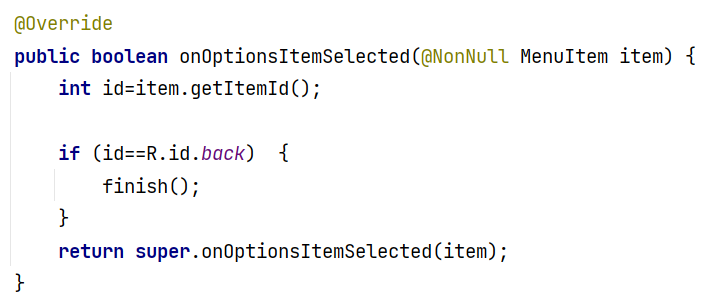 @Override
public boolean onOptionsItemSelected(@NonNull MenuItem item) {
    int id=item.getItemId();

    if (id==R.id.back)  {
        finish();
    }
    return super.onOptionsItemSelected(item);
}